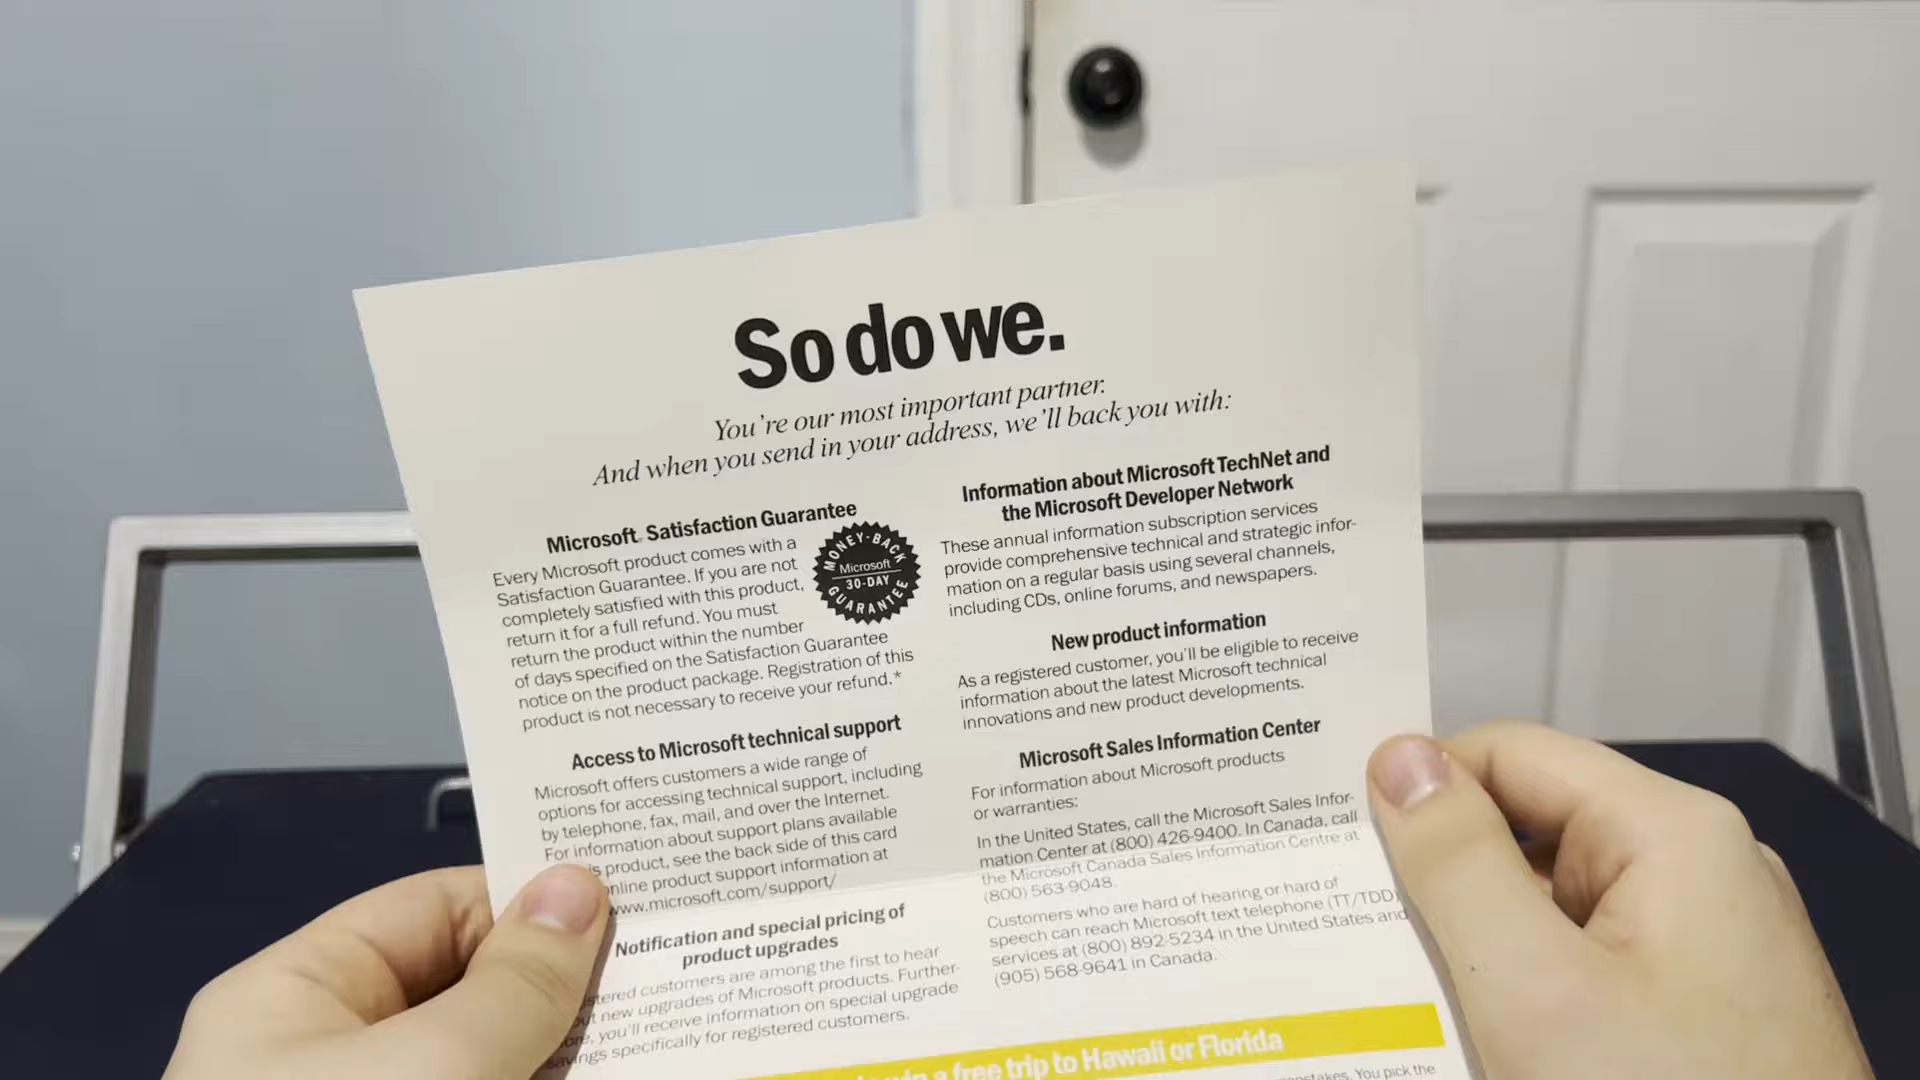 So do we.
You're our most important partner.
And when you send in your address, we'll back you with:
Microsoft® Satisfaction Guarantee
Every Microsoft product comes with a
Satisfaction Guarantee. If you are not
completely satisfied with this product,
return it for a full refund. You must
return the product within the number
of days specified on the Satisfaction Guarantee
notice on the product package. Registration of this
product is not necessary to receive your refund.*
MONEY-BACK
Microsoft
30-DAY
GUARANTEE
Access to Microsoft technical support
Microsoft offers customers a wide range of
options for accessing technical support, including
by telephone, fax, mail, and over the Internet.
For information about support plans available
product, see the back side of this card
product support information at
www.microsoft.com/support/
Notification and special pricing of
product upgrades
customers are among the first to hear
new upgrades of Microsoft products. Further-
you'll receive information on special upgrade
specifically for registered customers.
Information about Microsoft TechNet and
the Microsoft Developer Network
These annual information subscription services
provide comprehensive technical and strategic infor-
mation on a regular basis using several channels,
including CDs, online forums, and newspapers.
New product information
As a registered customer, you'll be eligible to receive
information about the latest Microsoft technical
innovations and new product developments.
Microsoft Sales Information Center
For information about Microsoft products
or warranties:
In the United States, call the Microsoft Sales Infor-
mation Center at (800) 426-9400. In Canada, call
the Microsoft Canada Sales Information Centre at
(800) 563-9048.
Customers who are hard of hearing or hard of
speech can reach Microsoft text telephone (TT/TDD)
services at (800) 892-5234 in the United States and
(905) 568-9641 in Canada.
win a free trip to Hawaii or Florida
You pick the